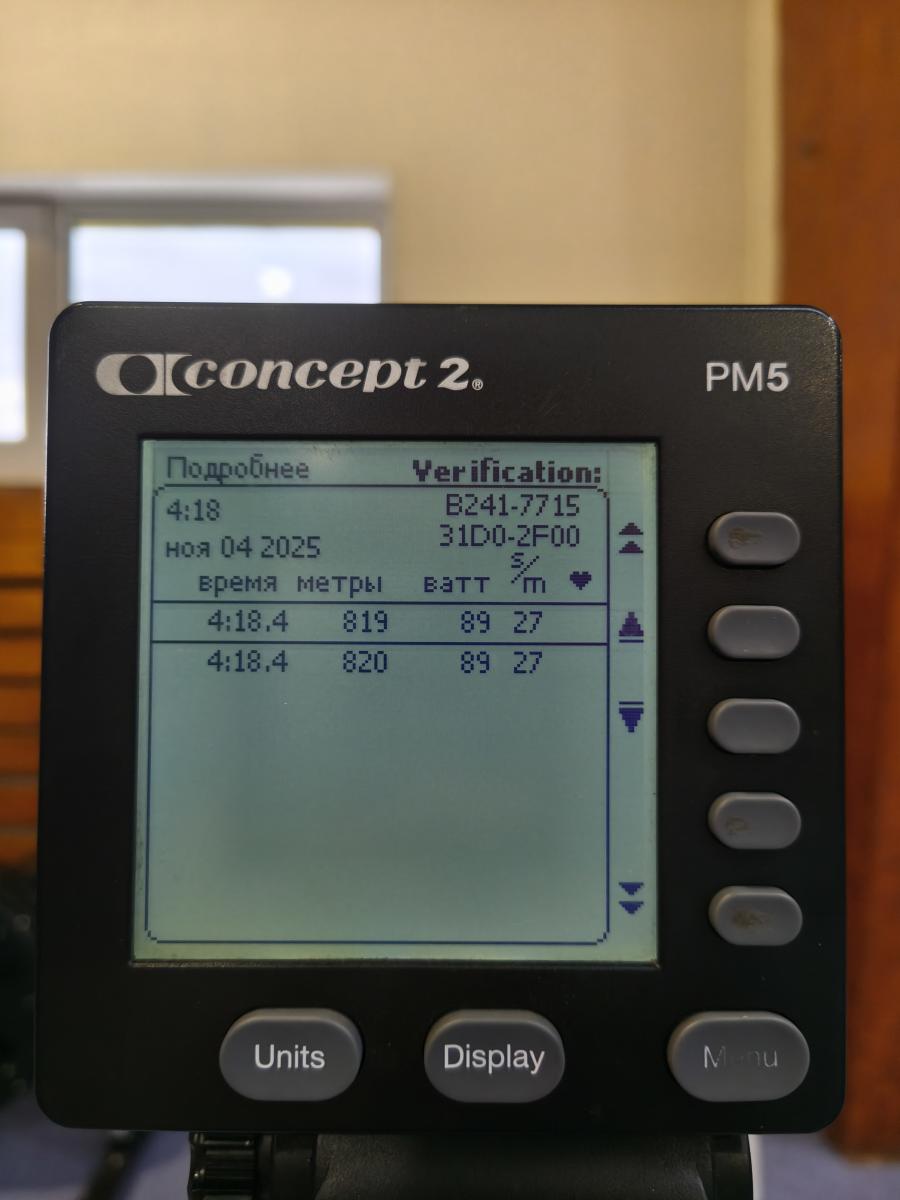 concept 2®
PM5
Подробнее Verification:
4:18 B241-7715
31D0-2F00
ноя 04 2025
время метры ватт s/m ♥
4:18.4 819 89 27
4:18.4 820 89 27
Units Display Menu